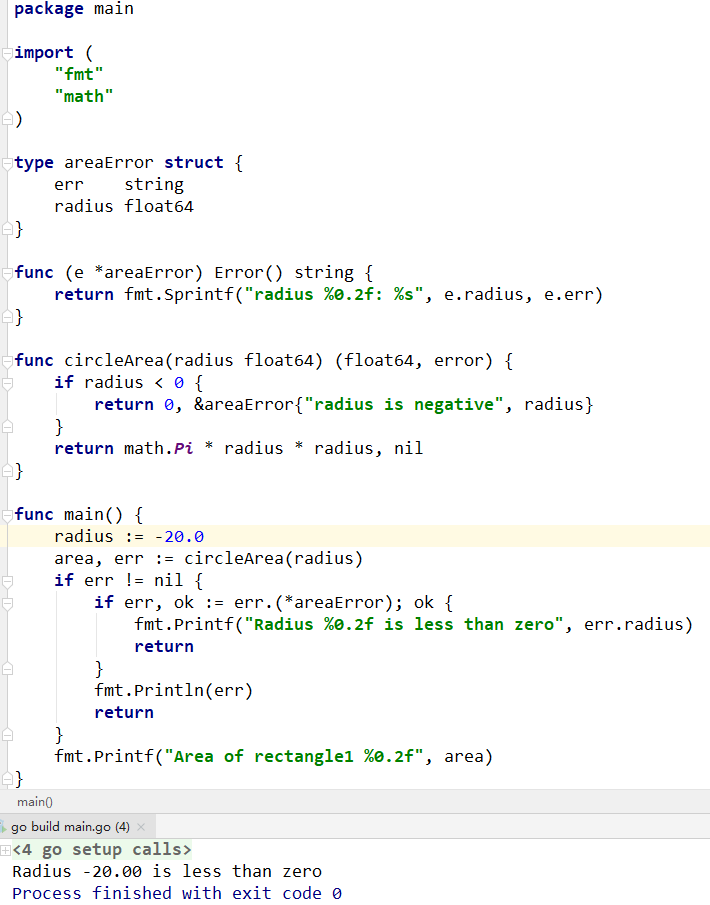 package main
import (
    "fmt"
    "math"
)
type areaError struct {
    err    string
    radius float64
}
func (e *areaError) Error() string {
    return fmt.Sprintf("radius %0.2f: %s", e.radius, e.err)
}
func circleArea(radius float64) (float64, error) {
    if radius < 0 {
        return 0, &areaError{"radius is negative", radius}
    }
    return math.Pi * radius * radius, nil
}
func main() {
    radius := -20.0
    area, err := circleArea(radius)
    if err != nil {
        if err, ok := err.(*areaError); ok {
            fmt.Printf("Radius %0.2f is less than zero", err.radius)
            return
        }
        fmt.Println(err)
        return
    }
    fmt.Printf("Area of rectangle1 %0.2f", area)
}
main()
go build main.go (4) ×
<4 go setup calls>
Radius -20.00 is less than zero
Process finished with exit code 0